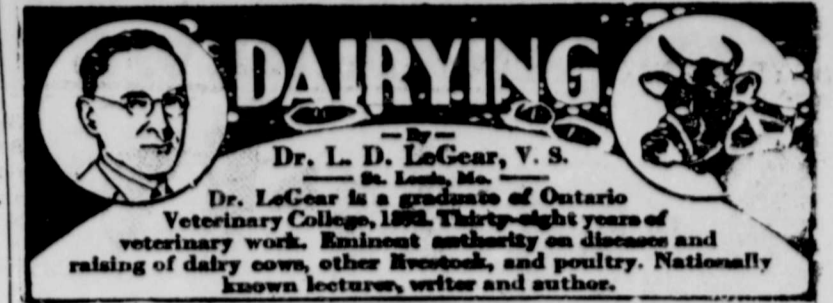 DAIRYING
—By—
Dr. L. D. LeGear, V. S.
St. Louis, Mo.
Dr. LeGear is a graduate of Ontario
Veterinary College, 1892. Thirty-eight years of
veterinary work. Eminent authority on diseases and
raising of dairy cows, other livestock, and poultry. Nationally
known lecturer, writer and author.